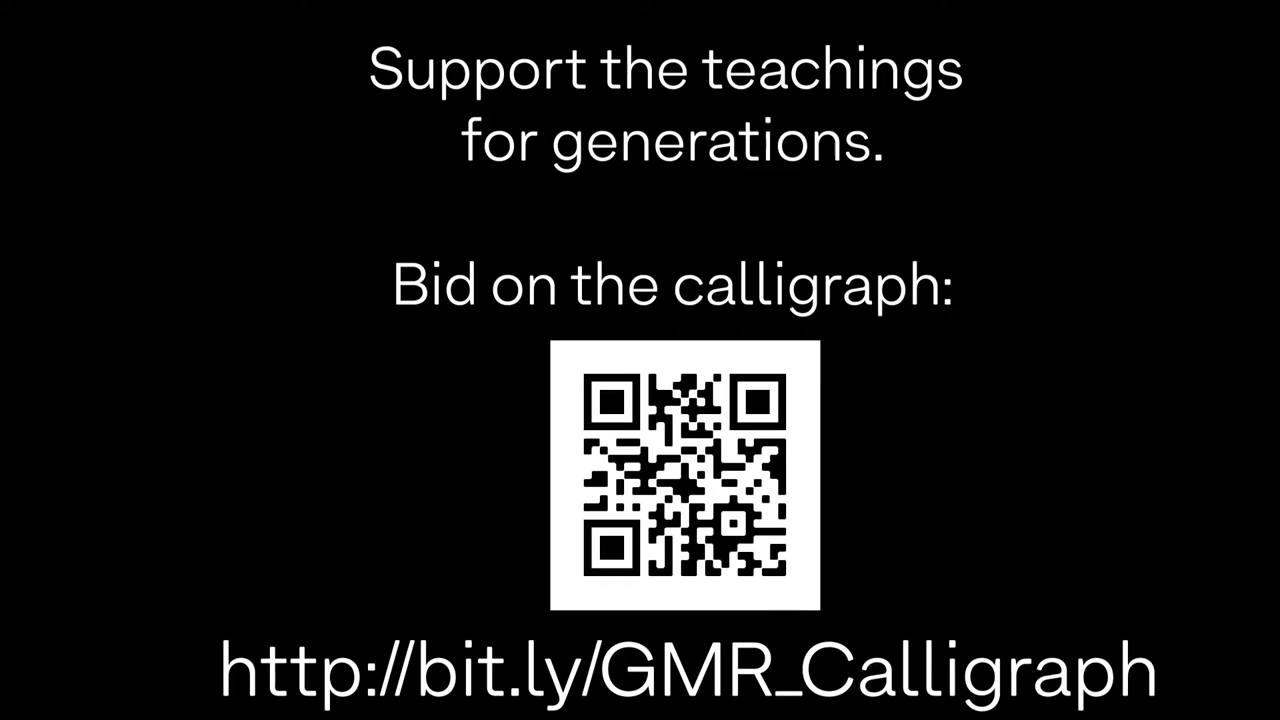 Support the teachings
for generations.
Bid on the calligraph:
http://bit.ly/GMR_Calligraph